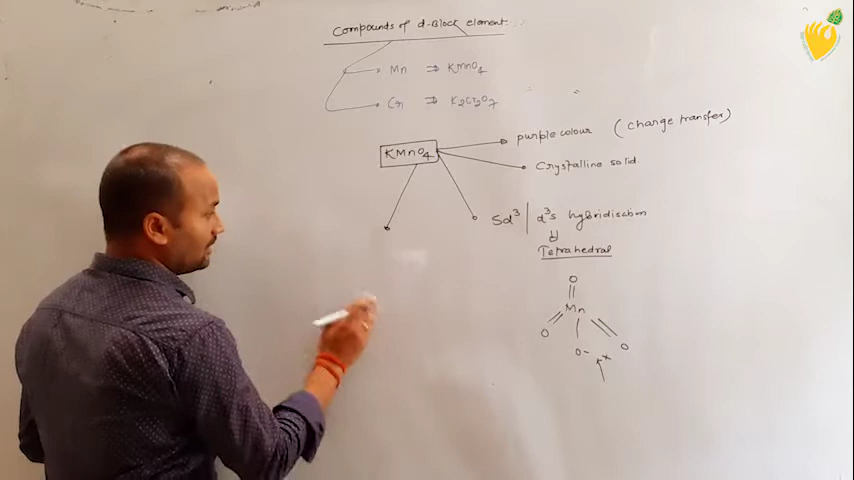 Compounds of d-Block element
Mn ⇒ KMnO4
Cr ⇒ K2Cr2O7
KMnO4
purple colour (charge transfer)
Crystalline solid.
Sd³ | d³s hybridisation
⇓
Tetrahedral
O
Mn
O
O
O- K+